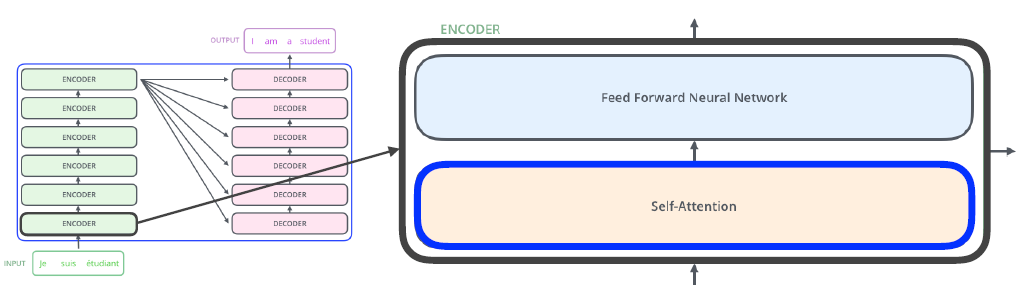 OUTPUT I am a student
ENCODER DECODER
ENCODER DECODER
ENCODER DECODER
ENCODER DECODER
ENCODER DECODER
ENCODER DECODER
INPUT Je suis étudiant
ENCODER
Feed Forward Neural Network
Self-Attention